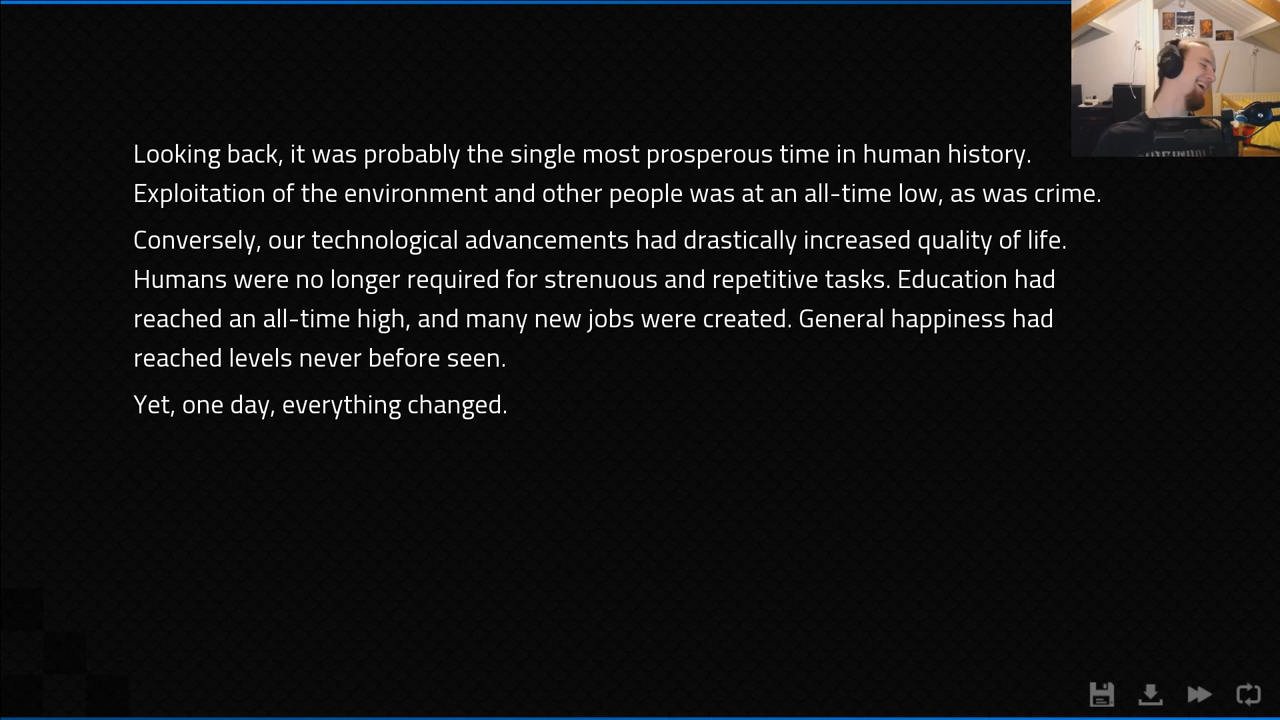 Looking back, it was probably the single most prosperous time in human history.
Exploitation of the environment and other people was at an all-time low, as was crime.
Conversely, our technological advancements had drastically increased quality of life.
Humans were no longer required for strenuous and repetitive tasks. Education had
reached an all-time high, and many new jobs were created. General happiness had
reached levels never before seen.
Yet, one day, everything changed.